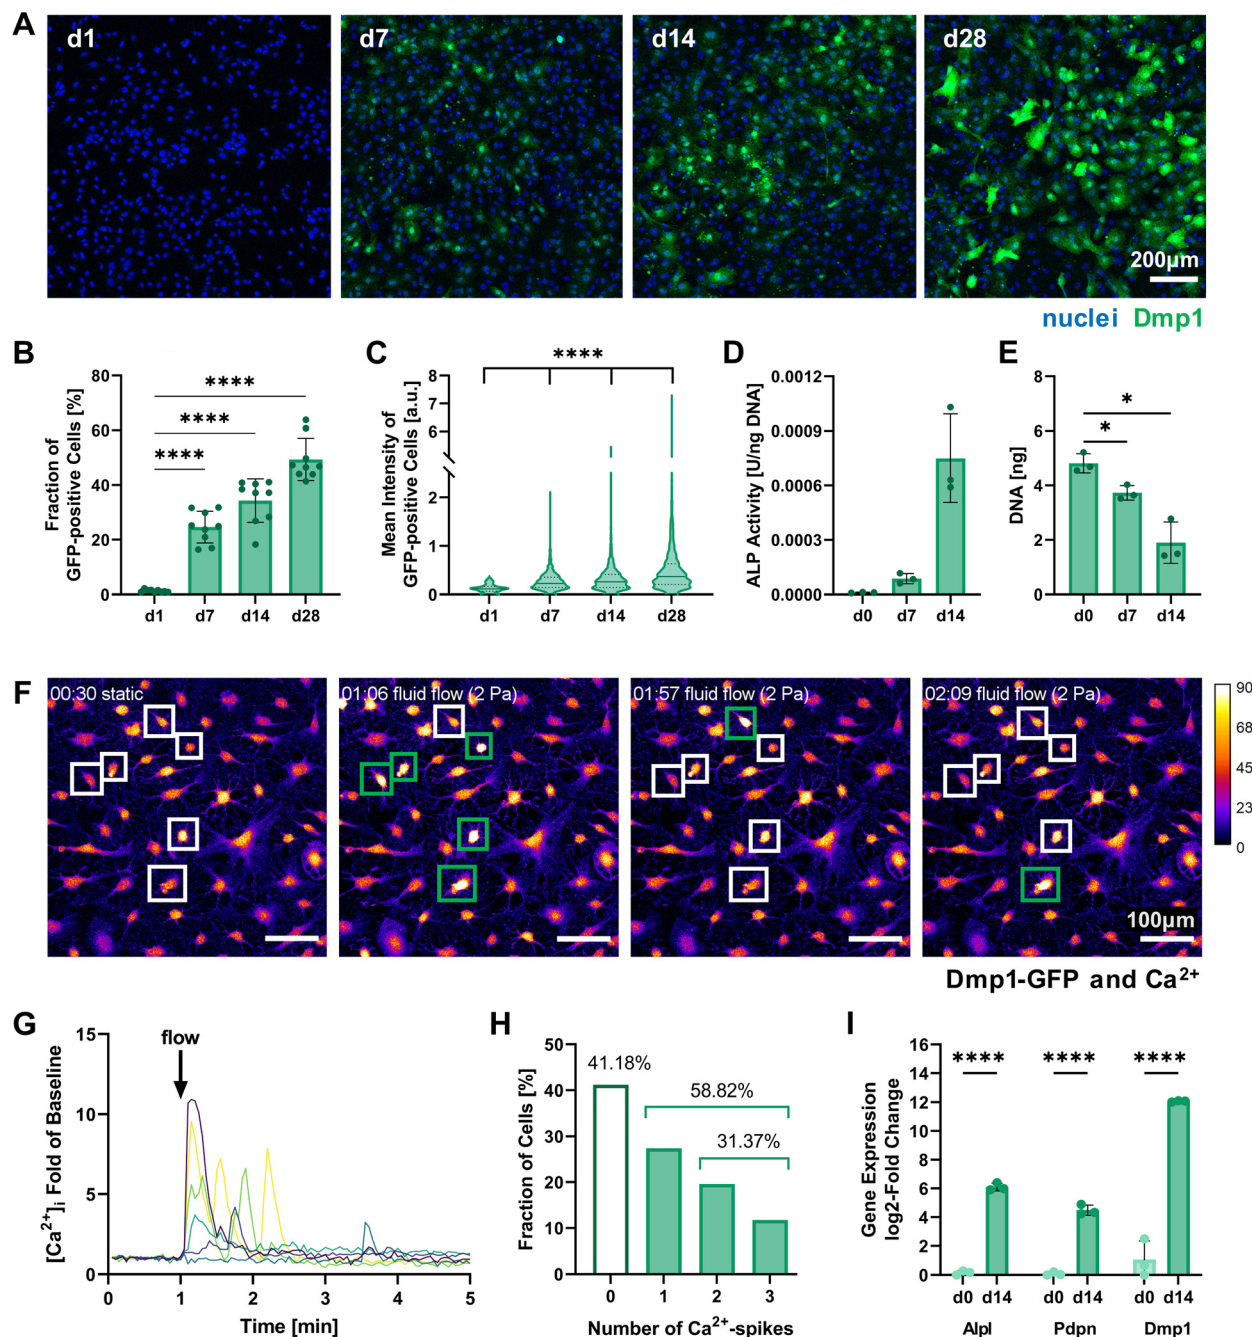 A
d1
d7
d14
d28
200µm
nuclei Dmp1
B
Fraction of
GFP-positive Cells [%]
80
60
40
20
0
****
****
****
d1 d7 d14 d28
C
Mean Intensity of
GFP-positive Cells [a.u.]
8
6
2
1
0
****
d1 d7 d14 d28
D
ALP Activity [U/ng DNA]
0.0012
0.0009
0.0006
0.0003
0.0000
d0 d7 d14
E
DNA [ng]
8
6
4
2
0
*
*
d0 d7 d14
F
00:30 static
01:06 fluid flow (2 Pa)
01:57 fluid flow (2 Pa)
02:09 fluid flow (2 Pa)
100µm
90
68
45
23
0
Dmp1-GFP and Ca²⁺
G
[Ca²⁺]ᵢ Fold of Baseline
15
10
5
0
flow
0 1 2 3 4 5
Time [min]
H
Fraction of Cells [%]
50
40
30
20
10
0
41.18%
58.82%
31.37%
0 1 2 3
Number of Ca²⁺-spikes
I
Gene Expression
log2-Fold Change
16
14
12
10
8
6
4
2
0
**** **** ****
d0 d14 d0 d14 d0 d14
Alpl Pdpn Dmp1